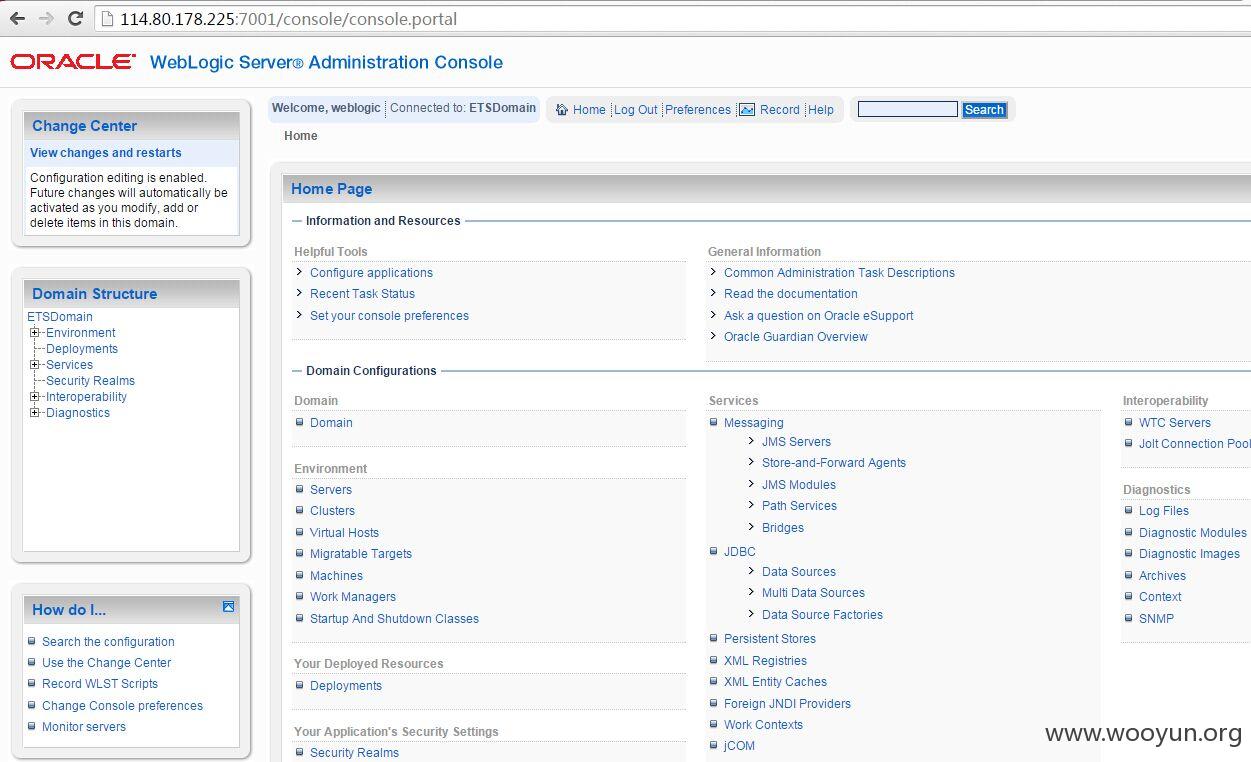 114.80.178.225:7001/console/console.portal
ORACLE WebLogic Server® Administration Console
Change Center
View changes and restarts
Configuration editing is enabled.
Future changes will automatically be
activated as you modify, add or
delete items in this domain.
Domain Structure
ETSDomain
Environment
Deployments
Services
Security Realms
Interoperability
Diagnostics
How do I...
Search the configuration
Use the Change Center
Record WLST Scripts
Change Console preferences
Monitor servers
Welcome, weblogic Connected to: ETSDomain
Home Log Out Preferences Record Help
Search
Home
Home Page
Information and Resources
Helpful Tools
Configure applications
Recent Task Status
Set your console preferences
General Information
Common Administration Task Descriptions
Read the documentation
Ask a question on Oracle eSupport
Oracle Guardian Overview
Domain Configurations
Domain
Domain
Environment
Servers
Clusters
Virtual Hosts
Migratable Targets
Machines
Work Managers
Startup And Shutdown Classes
Your Deployed Resources
Deployments
Your Application's Security Settings
Security Realms
Services
Messaging
JMS Servers
Store-and-Forward Agents
JMS Modules
Path Services
Bridges
JDBC
Data Sources
Multi Data Sources
Data Source Factories
Persistent Stores
XML Registries
XML Entity Caches
Foreign JNDI Providers
Work Contexts
jCOM
Interoperability
WTC Servers
Jolt Connection Pool
Diagnostics
Log Files
Diagnostic Modules
Diagnostic Images
Archives
Context
SNMP
www.wooyun.org